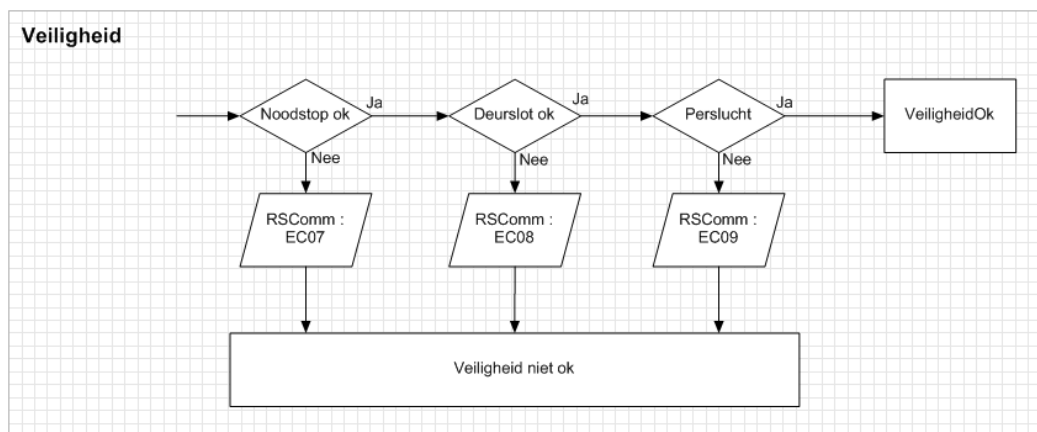 Veiligheid
Noodstop ok
Ja
Deurslot ok
Ja
Perslucht
Ja
VeiligheidOk
Nee
Nee
Nee
RSComm :
EC07
RSComm :
EC08
RSComm :
EC09
Veiligheid niet ok